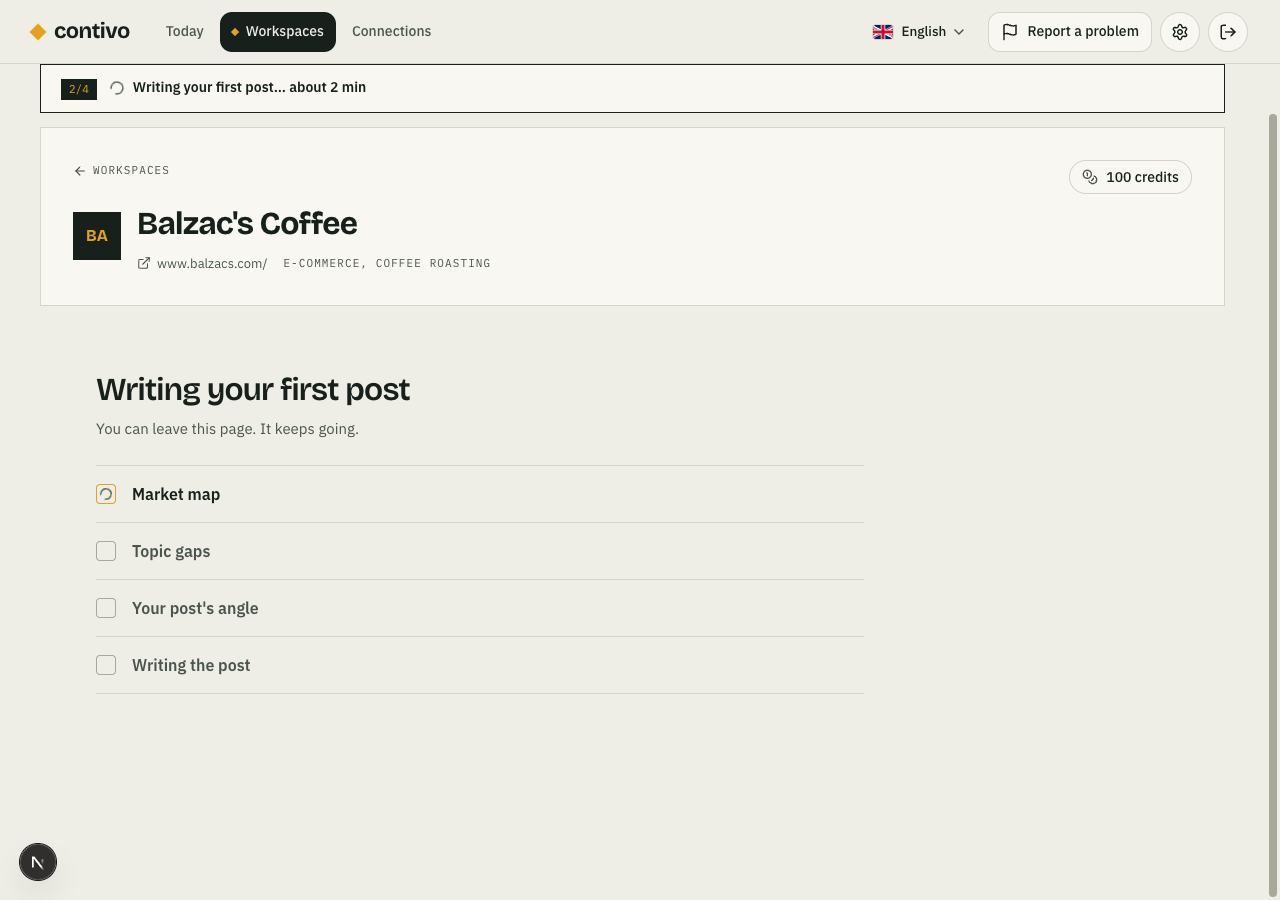 contivo
Today
Workspaces
Connections
English
Report a problem
2/4
Writing your first post... about 2 min
WORKSPACES
100 credits
BA
Balzac's Coffee
www.balzacs.com/
E-COMMERCE, COFFEE ROASTING
Writing your first post
You can leave this page. It keeps going.
Market map
Topic gaps
Your post's angle
Writing the post
N